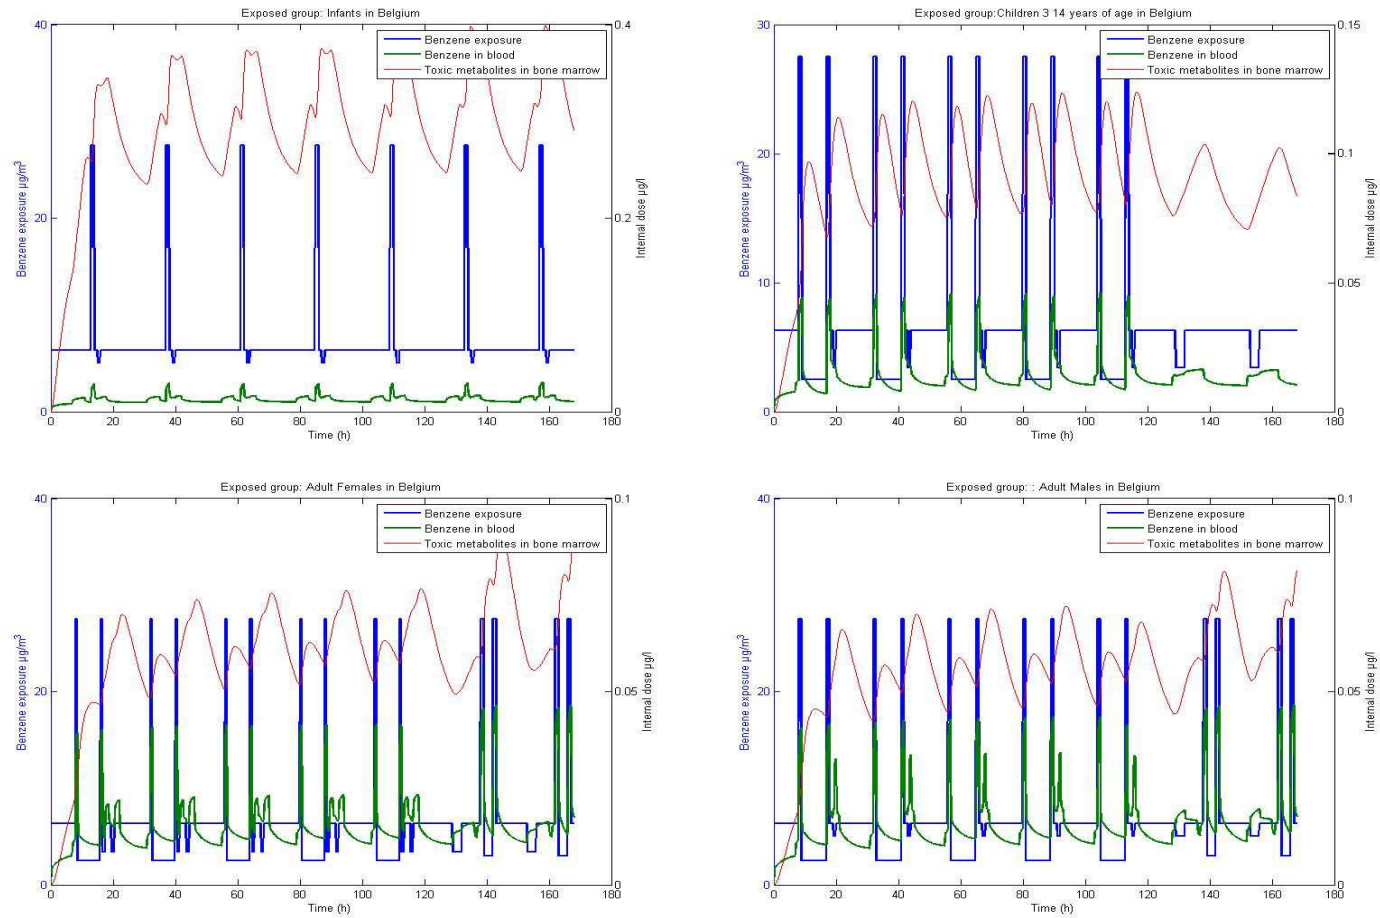 Exposed group: Infants in Belgium
Benzene exposure
Benzene in blood
Toxic metabolites in bone marrow
Benzene exposure µg/m³
Internal dose µg/l
40
20
0
0.4
0.2
0
0 20 40 60 80 100 120 140 160 180
Time (h)
Exposed group:Children 3 14 years of age in Belgium
Benzene exposure
Benzene in blood
Toxic metabolites in bone marrow
Benzene exposure µg/m³
Internal dose µg/l
30
20
10
0
0.15
0.1
0.05
0
0 20 40 60 80 100 120 140 160 180
Time (h)
Exposed group: Adult Females in Belgium
Benzene exposure
Benzene in blood
Toxic metabolites in bone marrow
Benzene exposure µg/m³
Internal dose µg/l
40
20
0
0.1
0.05
0
0 20 40 60 80 100 120 140 160 180
Time (h)
Exposed group: : Adult Males in Belgium
Benzene exposure
Benzene in blood
Toxic metabolites in bone marrow
Benzene exposure µg/m³
Internal dose µg/l
40
20
0
0.1
0.05
0
0 20 40 60 80 100 120 140 160 180
Time (h)